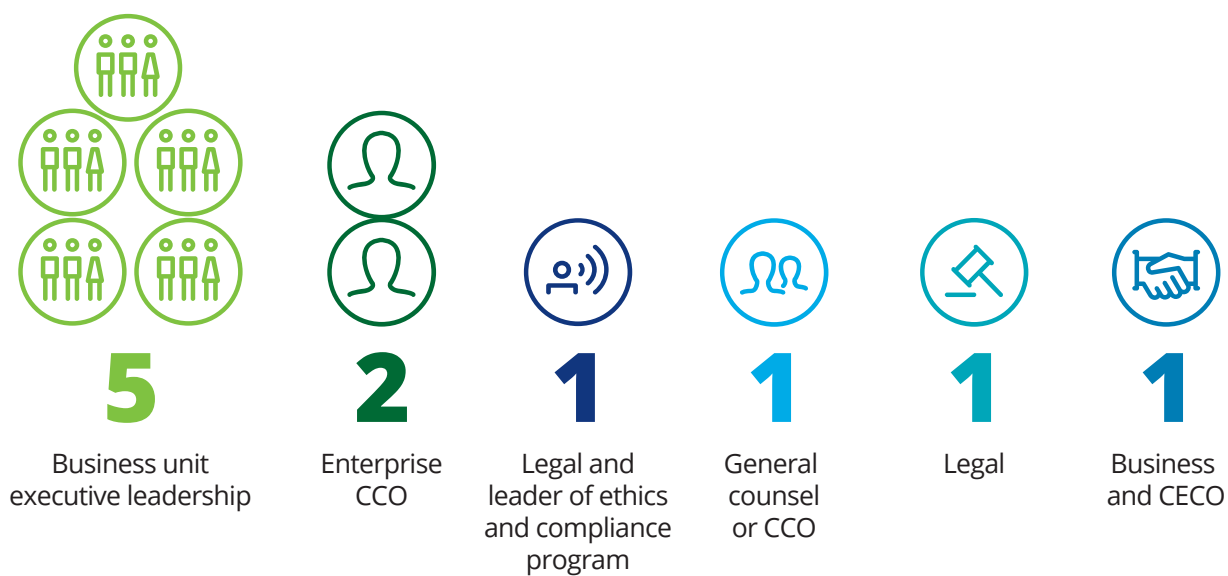 5
Business unit
executive leadership
2
Enterprise
CCO
1
Legal and
leader of ethics
and compliance
program
1
General
counsel
or CCO
1
Legal
1
Business
and CECO